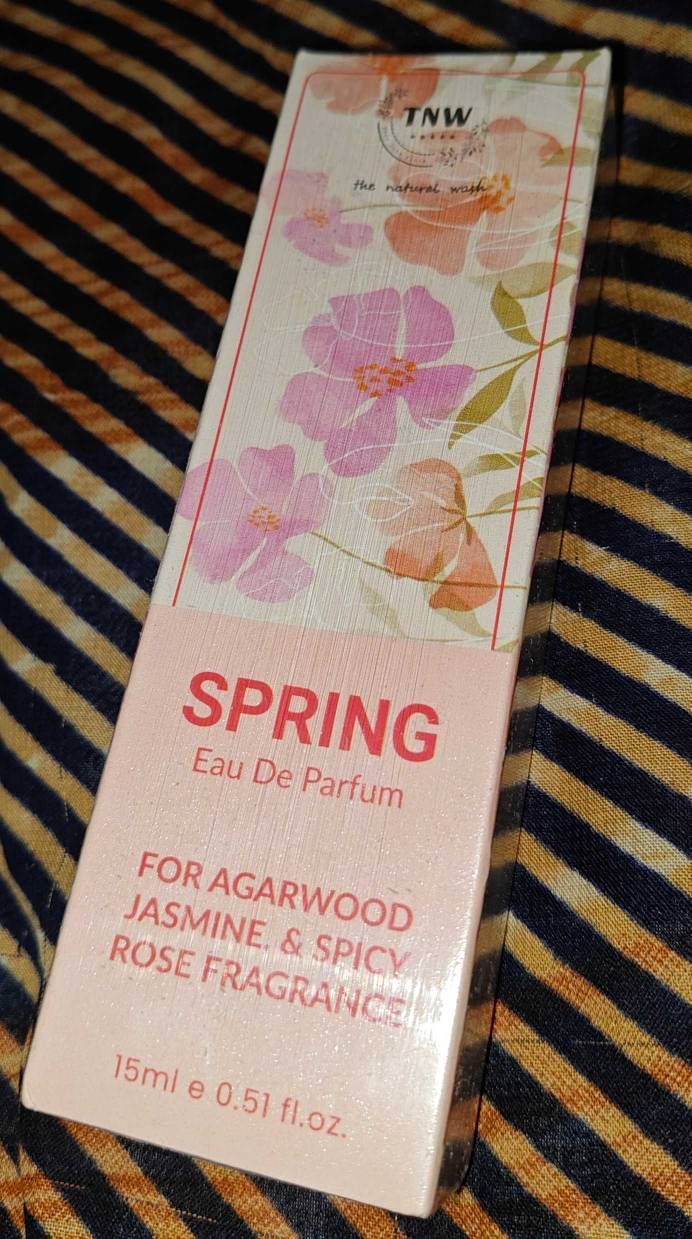 TNW
the natural wash
SPRING
Eau De Parfum
FOR AGARWOOD
JASMINE, & SPICY
ROSE FRAGRANCE
15ml e 0.51 fl.oz.